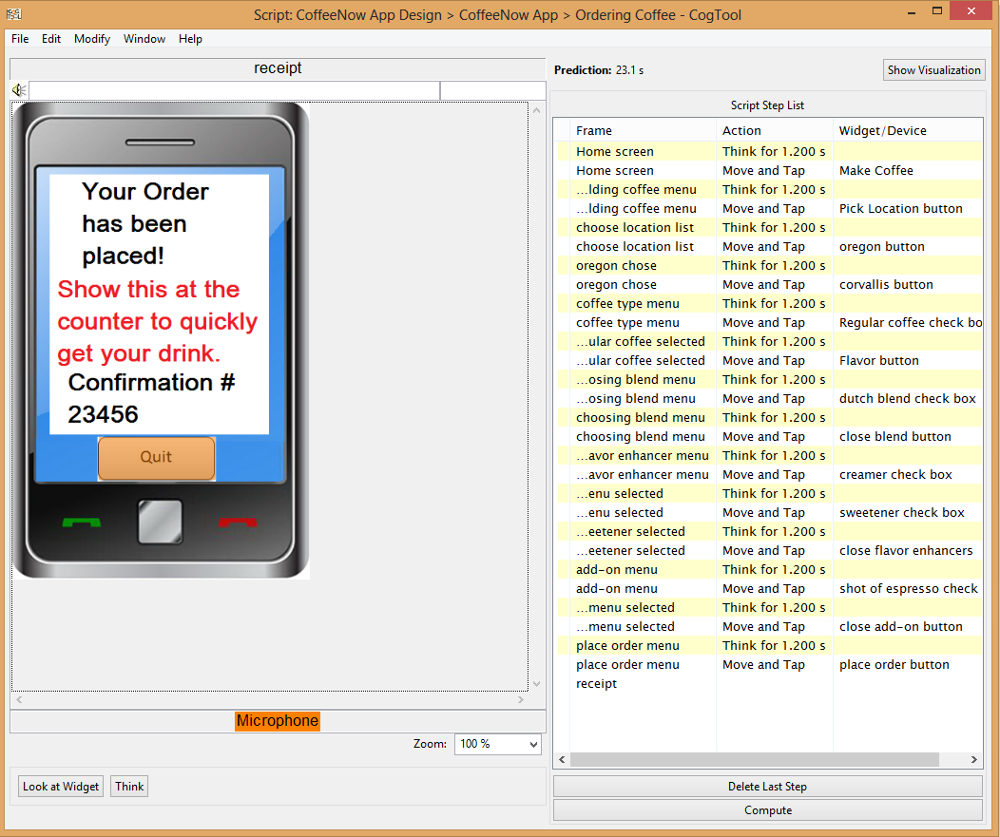 Script: CoffeeNow App Design > CoffeeNow App > Ordering Coffee - CogTool
File Edit Modify Window Help
receipt
Your Order
has been
placed!
Show this at the
counter to quickly
get your drink.
Confirmation #
23456
Quit
Microphone
Zoom: 100 %
Look at Widget Think
Prediction: 23.1 s Show Visualization
Script Step List
Frame Action Widget/Device
Home screen Think for 1.200 s
Home screen Move and Tap Make Coffee
...lding coffee menu Think for 1.200 s
...lding coffee menu Move and Tap Pick Location button
choose location list Think for 1.200 s
choose location list Move and Tap oregon button
oregon chose Think for 1.200 s
oregon chose Move and Tap corvallis button
coffee type menu Think for 1.200 s
coffee type menu Move and Tap Regular coffee check bo
...ular coffee selected Think for 1.200 s
...ular coffee selected Move and Tap Flavor button
...osing blend menu Think for 1.200 s
...osing blend menu Move and Tap dutch blend check box
choosing blend menu Think for 1.200 s
choosing blend menu Move and Tap close blend button
...avor enhancer menu Think for 1.200 s
...avor enhancer menu Move and Tap creamer check box
...enu selected Think for 1.200 s
...enu selected Move and Tap sweetener check box
...eetener selected Think for 1.200 s
...eetener selected Move and Tap close flavor enhancers
add-on menu Think for 1.200 s
add-on menu Move and Tap shot of espresso check
...menu selected Think for 1.200 s
...menu selected Move and Tap close add-on button
place order menu Think for 1.200 s
place order menu Move and Tap place order button
receipt
Delete Last Step
Compute